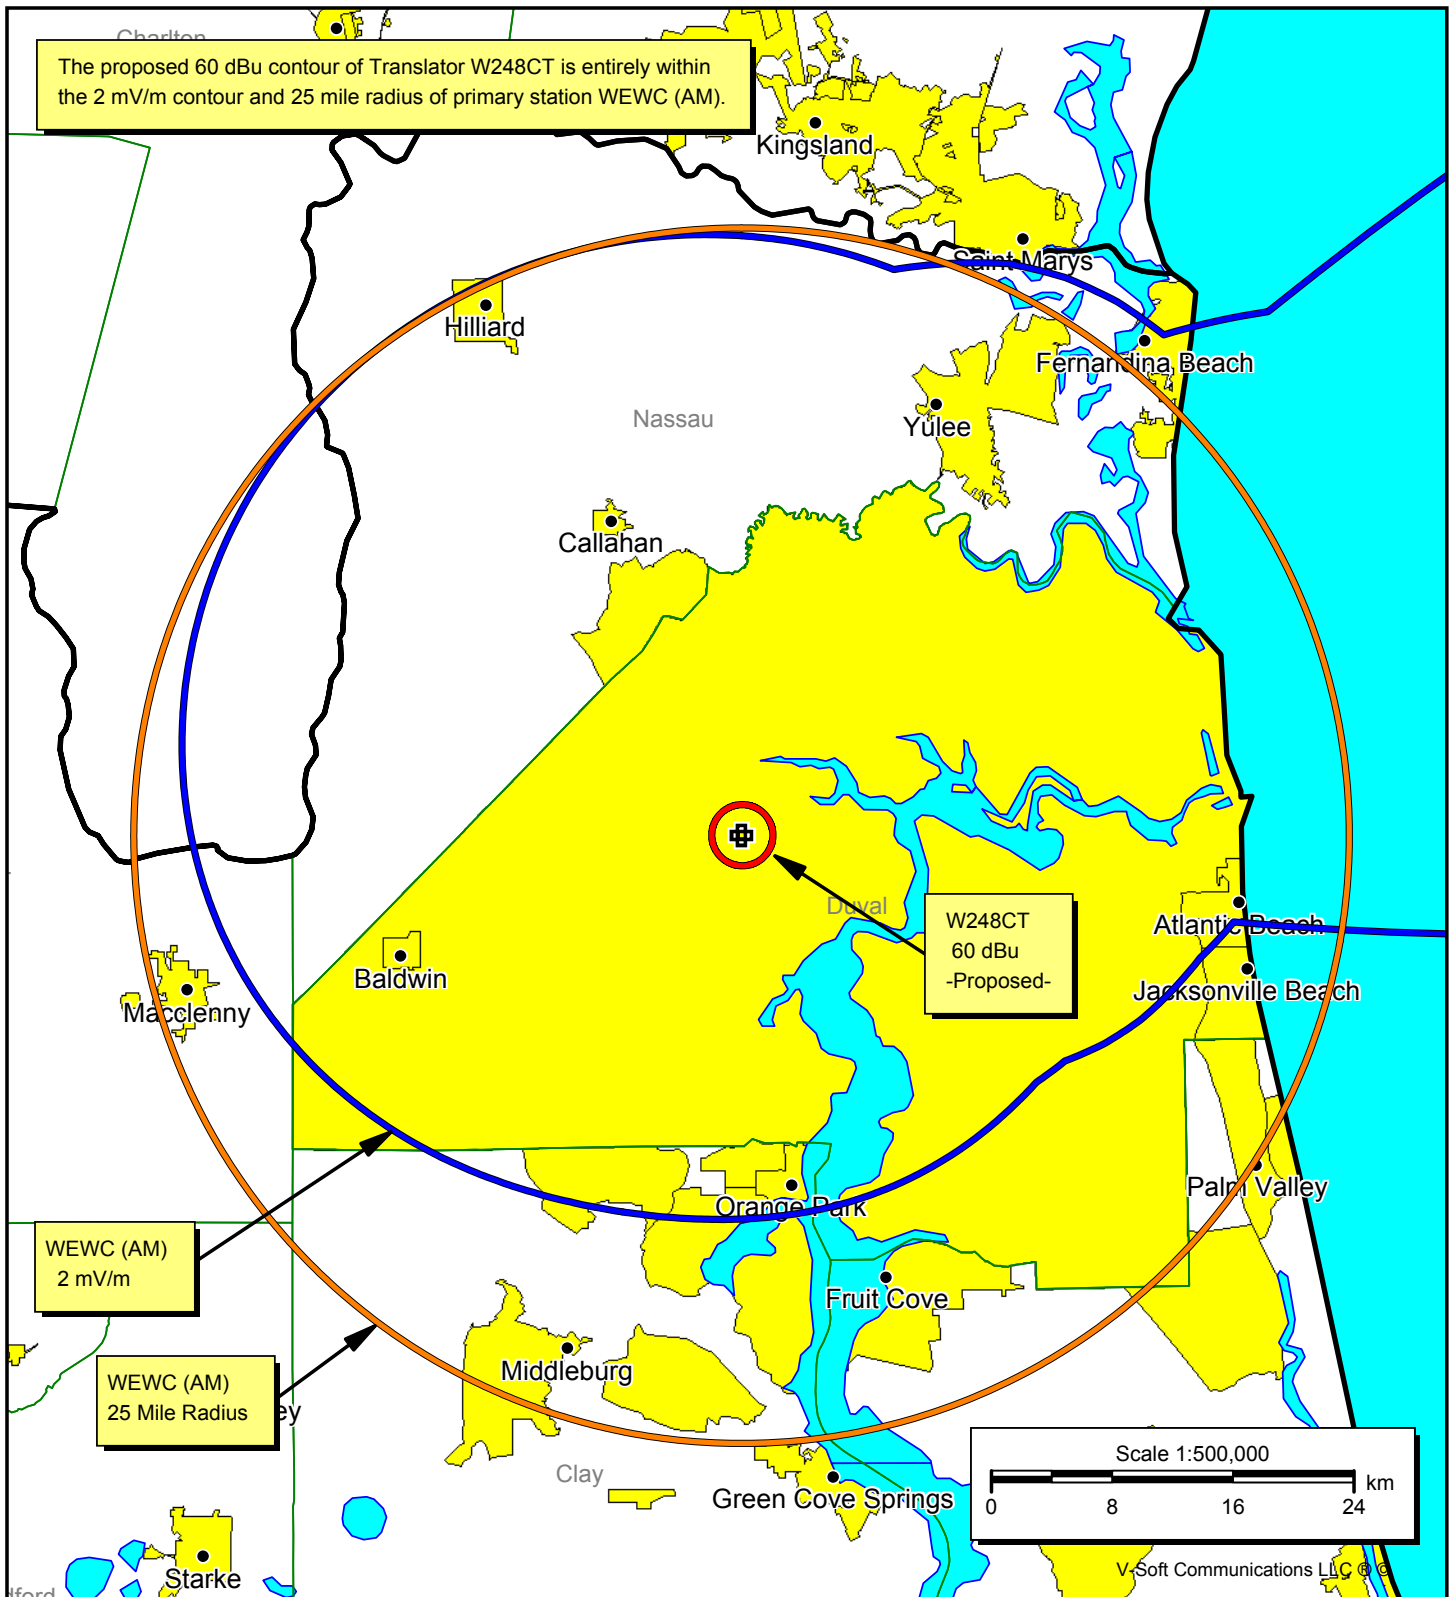 Charlton
The proposed 60 dBu contour of Translator W248CT is entirely within
the 2 mV/m contour and 25 mile radius of primary station WEWC (AM).
Kingsland
Saint Marys
Hilliard
Fernandina Beach
Nassau
Yulee
Callahan
Duval
W248CT
60 dBu
-Proposed-
Atlantic Beach
Baldwin
Jacksonville Beach
Macclenny
Palm Valley
Orange Park
WEWC (AM)
2 mV/m
Fruit Cove
Middleburg
WEWC (AM)
25 Mile Radius
ey
Scale 1:500,000
km
0 8 16 24
Clay
Green Cove Springs
V-Soft Communications LLC ® ©
Starke
dford